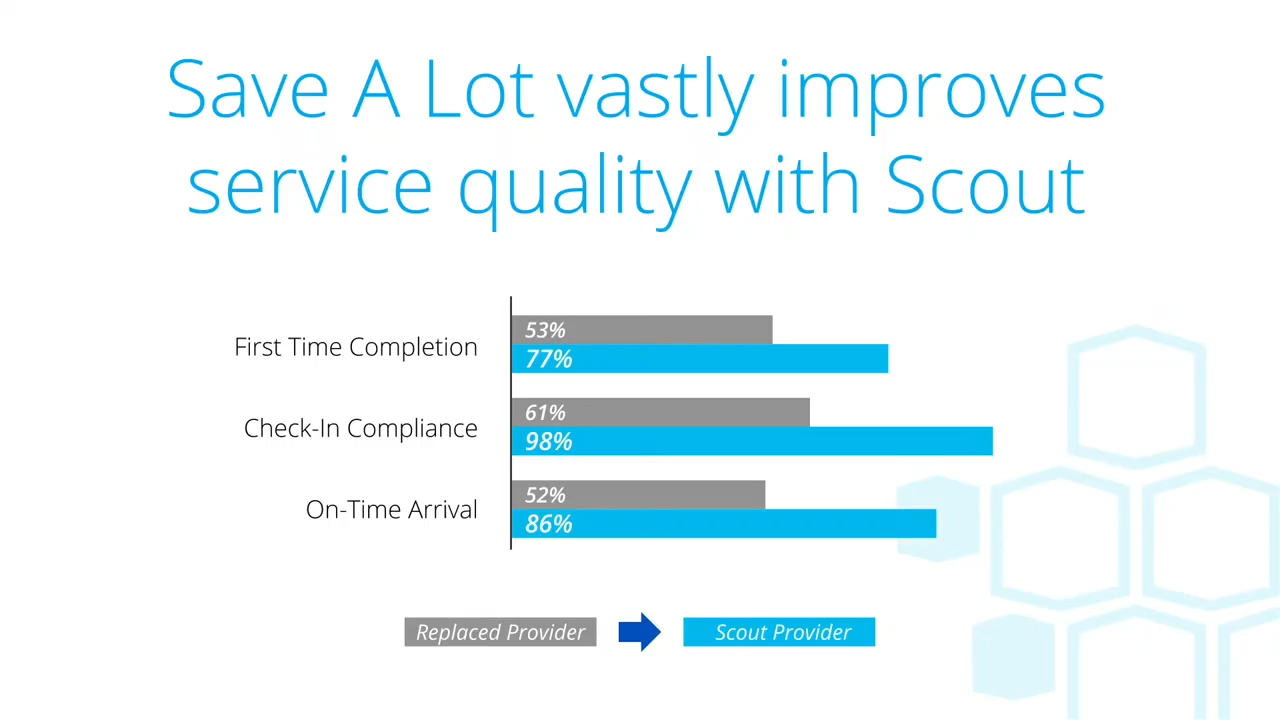 Save A Lot vastly improves
service quality with Scout
First Time Completion
53%
77%
Check-In Compliance
61%
98%
On-Time Arrival
52%
86%
Replaced Provider
Scout Provider